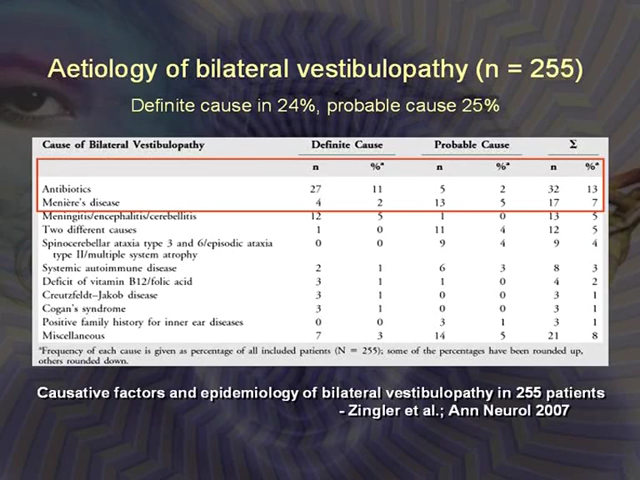 Aetiology of bilateral vestibulopathy (n = 255)
Definite cause in 24%, probable cause 25%
Cause of Bilateral Vestibulopathy Definite Cause Probable Cause Σ
n %ᵃ n %ᵃ n %ᵃ
Antibiotics 27 11 5 2 32 13
Menière's disease 4 2 13 5 17 7
Meningitis/encephalitis/cerebellitis 12 5 1 0 13 5
Two different causes 1 0 11 4 12 5
Spinocerebellar ataxia type 3 and 6/episodic ataxia 0 0 9 4 9 4
type II/multiple system atrophy
Systemic autoimmune disease 2 1 6 3 8 3
Deficit of vitamin B12/folic acid 3 1 1 0 4 2
Creutzfeldt–Jakob disease 3 1 0 0 3 1
Cogan's syndrome 3 1 0 0 3 1
Positive family history for inner ear diseases 0 0 3 1 3 1
Miscellaneous 7 3 14 5 21 8
ᵃFrequency of each cause is given as percentage of all included patients (N = 255); some of the percentages have been rounded up,
others rounded down.
Causative factors and epidemiology of bilateral vestibulopathy in 255 patients
- Zingler et al.; Ann Neurol 2007